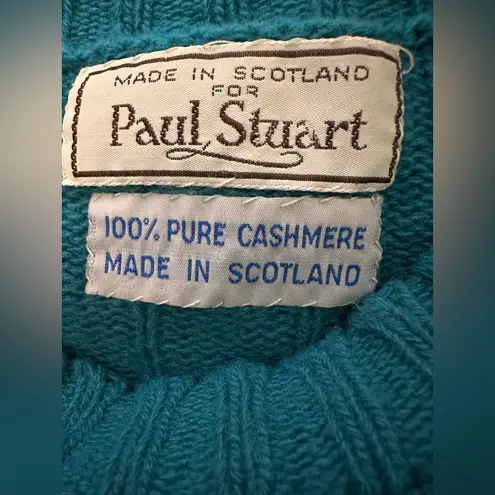 MADE IN SCOTLAND
FOR
Paul Stuart
100% PURE CASHMERE
MADE IN SCOTLAND